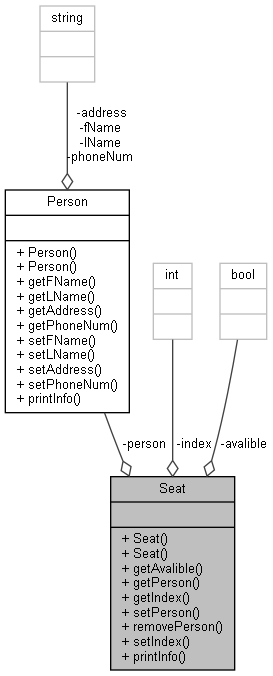 string
-address
-fName
-lName
-phoneNum
Person
+ Person()
+ Person()
+ getFName()
+ getLName()
+ getAddress()
+ getPhoneNum()
+ setFName()
+ setLName()
+ setAddress()
+ setPhoneNum()
+ printInfo()
int
bool
-person
-index
-avalible
Seat
+ Seat()
+ Seat()
+ getAvalible()
+ getPerson()
+ getIndex()
+ setPerson()
+ removePerson()
+ setIndex()
+ printInfo()